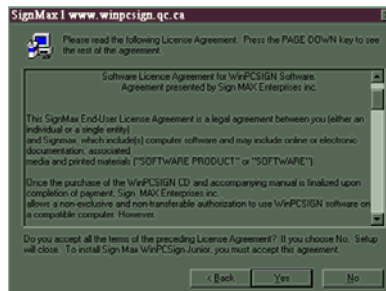 SignMax 1 www.winpcsign.qc.ca
Please read the following License Agreement. Press the PAGE DOWN key to see
the rest of the agreement.
Software Licence Agreement for WinPCSIGN Software.
Agreement presented by Sign MAX Enterprises inc.
This SignMax End-User License Agreement is a legal agreement between you (either an
individual or a single entity)
and Signmax, which include(s) computer software and may include online or electronic
documentation, associated
media and printed materials ("SOFTWARE PRODUCT" or "SOFTWARE")
Once the purchase of the WinPCSIGN CD and accompanying manual is finalized upon
completion of payment, Sign MAX Enterprises inc.
allows a non-exclusive and non-transferable authorization to use WinPCSIGN software on
a compatible computer. However
Do you accept all the terms of the preceding License Agreement? If you choose No, Setup
will close. To install Sign Max WinPCSign Junior, you must accept this agreement.
< Back Yes No